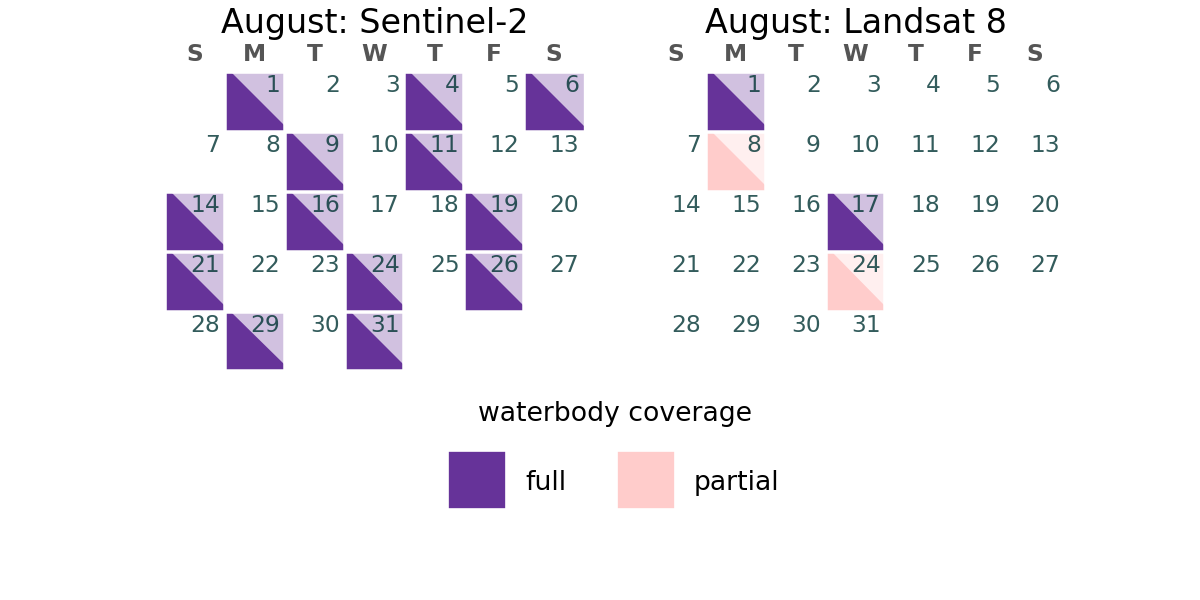 August: Sentinel-2
S M T W T F S
1 2 3 4 5 6
7 8 9 10 11 12 13
14 15 16 17 18 19 20
21 22 23 24 25 26 27
28 29 30 31
August: Landsat 8
S M T W T F S
1 2 3 4 5 6
7 8 9 10 11 12 13
14 15 16 17 18 19 20
21 22 23 24 25 26 27
28 29 30 31
waterbody coverage
full
partial